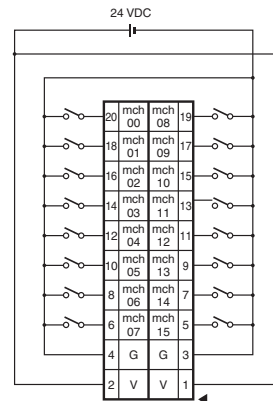 24 VDC
20 mch 00 mch 08 19
18 mch 01 mch 09 17
16 mch 02 mch 10 15
14 mch 03 mch 11 13
12 mch 04 mch 12 11
10 mch 05 mch 13 9
8 mch 06 mch 14 7
6 mch 07 mch 15 5
4 G G 3
2 V V 1